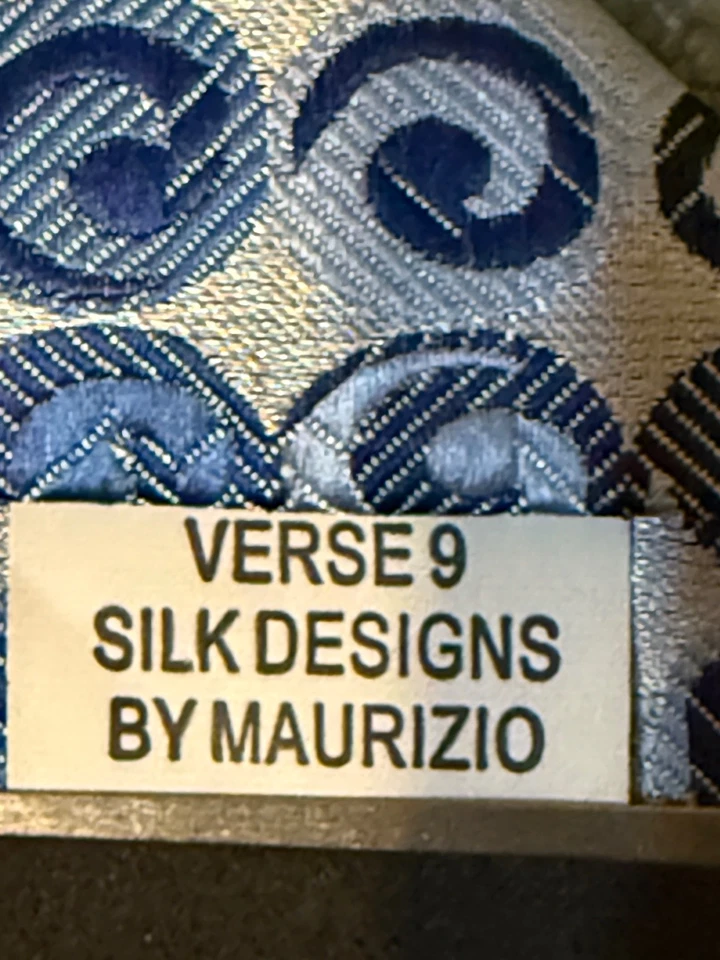 VERSE 9
SILK DESIGNS
BY MAURIZIO